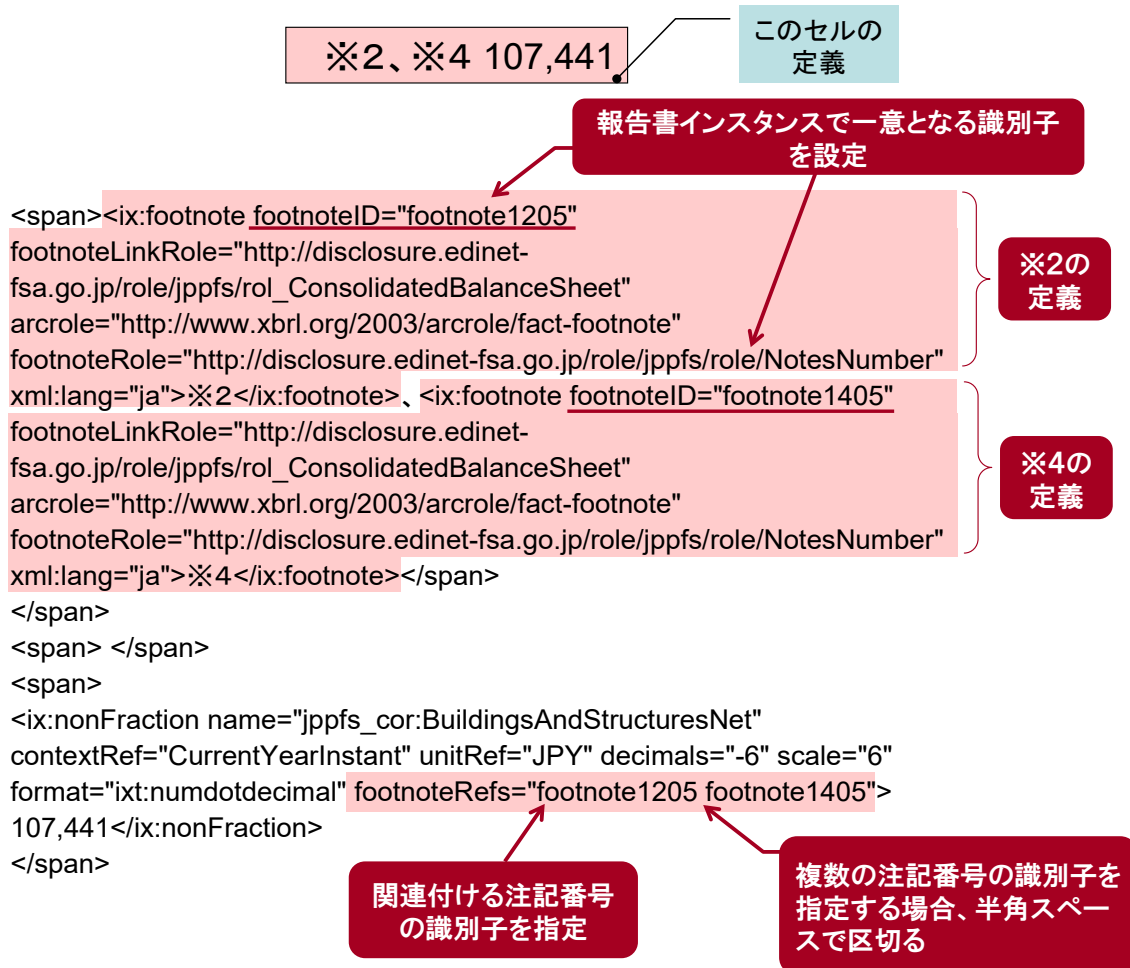 ※２、※４ 107,441
このセルの
定義
報告書インスタンスで一意となる識別子
を設定
<span><ix:footnote footnoteID="footnote1205"
footnoteLinkRole="http://disclosure.edinet-
fsa.go.jp/role/jppfs/rol_ConsolidatedBalanceSheet"
arcrole="http://www.xbrl.org/2003/arcrole/fact-footnote"
footnoteRole="http://disclosure.edinet-fsa.go.jp/role/jppfs/role/NotesNumber"
xml:lang="ja">※２</ix:footnote>、<ix:footnote footnoteID="footnote1405"
footnoteLinkRole="http://disclosure.edinet-
fsa.go.jp/role/jppfs/rol_ConsolidatedBalanceSheet"
arcrole="http://www.xbrl.org/2003/arcrole/fact-footnote"
footnoteRole="http://disclosure.edinet-fsa.go.jp/role/jppfs/role/NotesNumber"
xml:lang="ja">※４</ix:footnote></span>
</span>
<span> </span>
<span>
<ix:nonFraction name="jppfs_cor:BuildingsAndStructuresNet"
contextRef="CurrentYearInstant" unitRef="JPY" decimals="-6" scale="6"
format="ixt:numdotdecimal" footnoteRefs="footnote1205 footnote1405">
107,441</ix:nonFraction>
</span>
※2の
定義
※4の
定義
関連付ける注記番号
の識別子を指定
複数の注記番号の識別子を
指定する場合、半角スペー
スで区切る